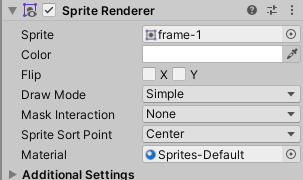 Sprite Renderer
Sprite frame-1
Color
Flip X Y
Draw Mode Simple
Mask Interaction None
Sprite Sort Point Center
Material Sprites-Default
Additional Settings